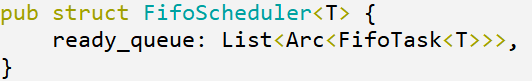 pub struct FifoScheduler<T> {
    ready_queue: List<Arc<FifoTask<T>>>,
}